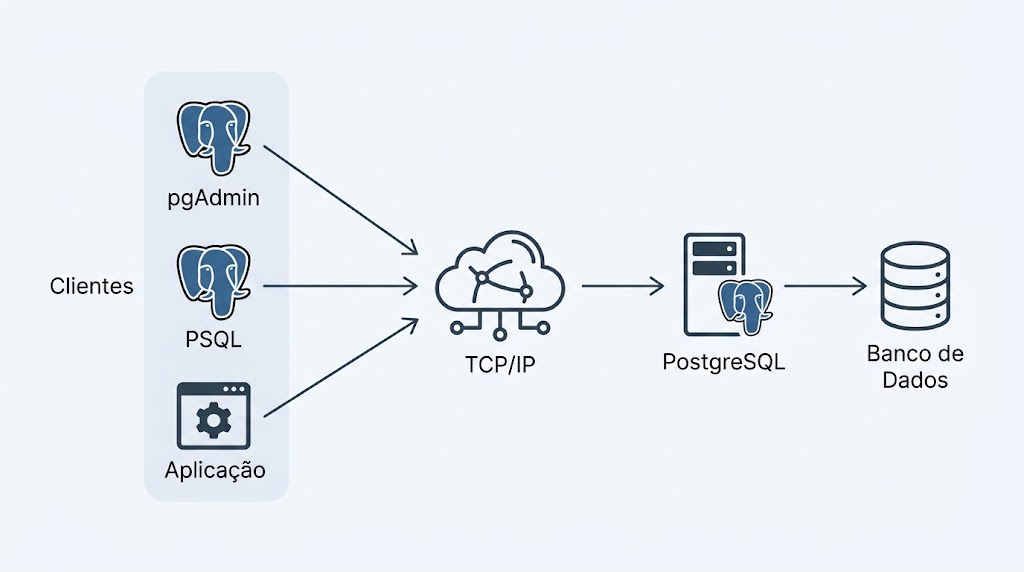 pgAdmin
Clientes
PSQL
Aplicação
TCP/IP
PostgreSQL
Banco de
Dados